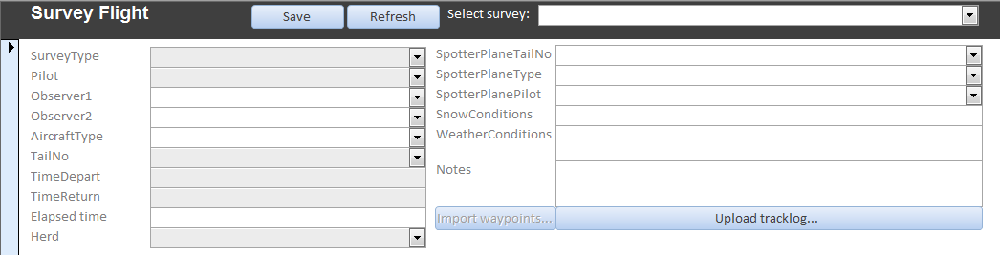 Survey Flight
Save
Refresh
Select survey:
SurveyType
Pilot
Observer1
Observer2
AircraftType
TailNo
TimeDepart
TimeReturn
Elapsed time
Herd
SpotterPlaneTailNo
SpotterPlaneType
SpotterPlanePilot
SnowConditions
WeatherConditions
Notes
Import waypoints...
Upload tracklog...